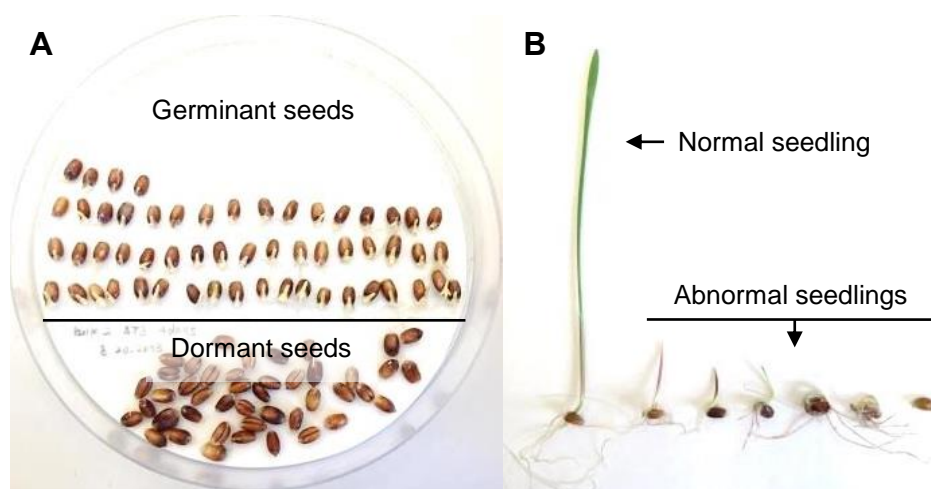 A
Germinant seeds
Dormant seeds
B
Normal seedling
Abnormal seedlings